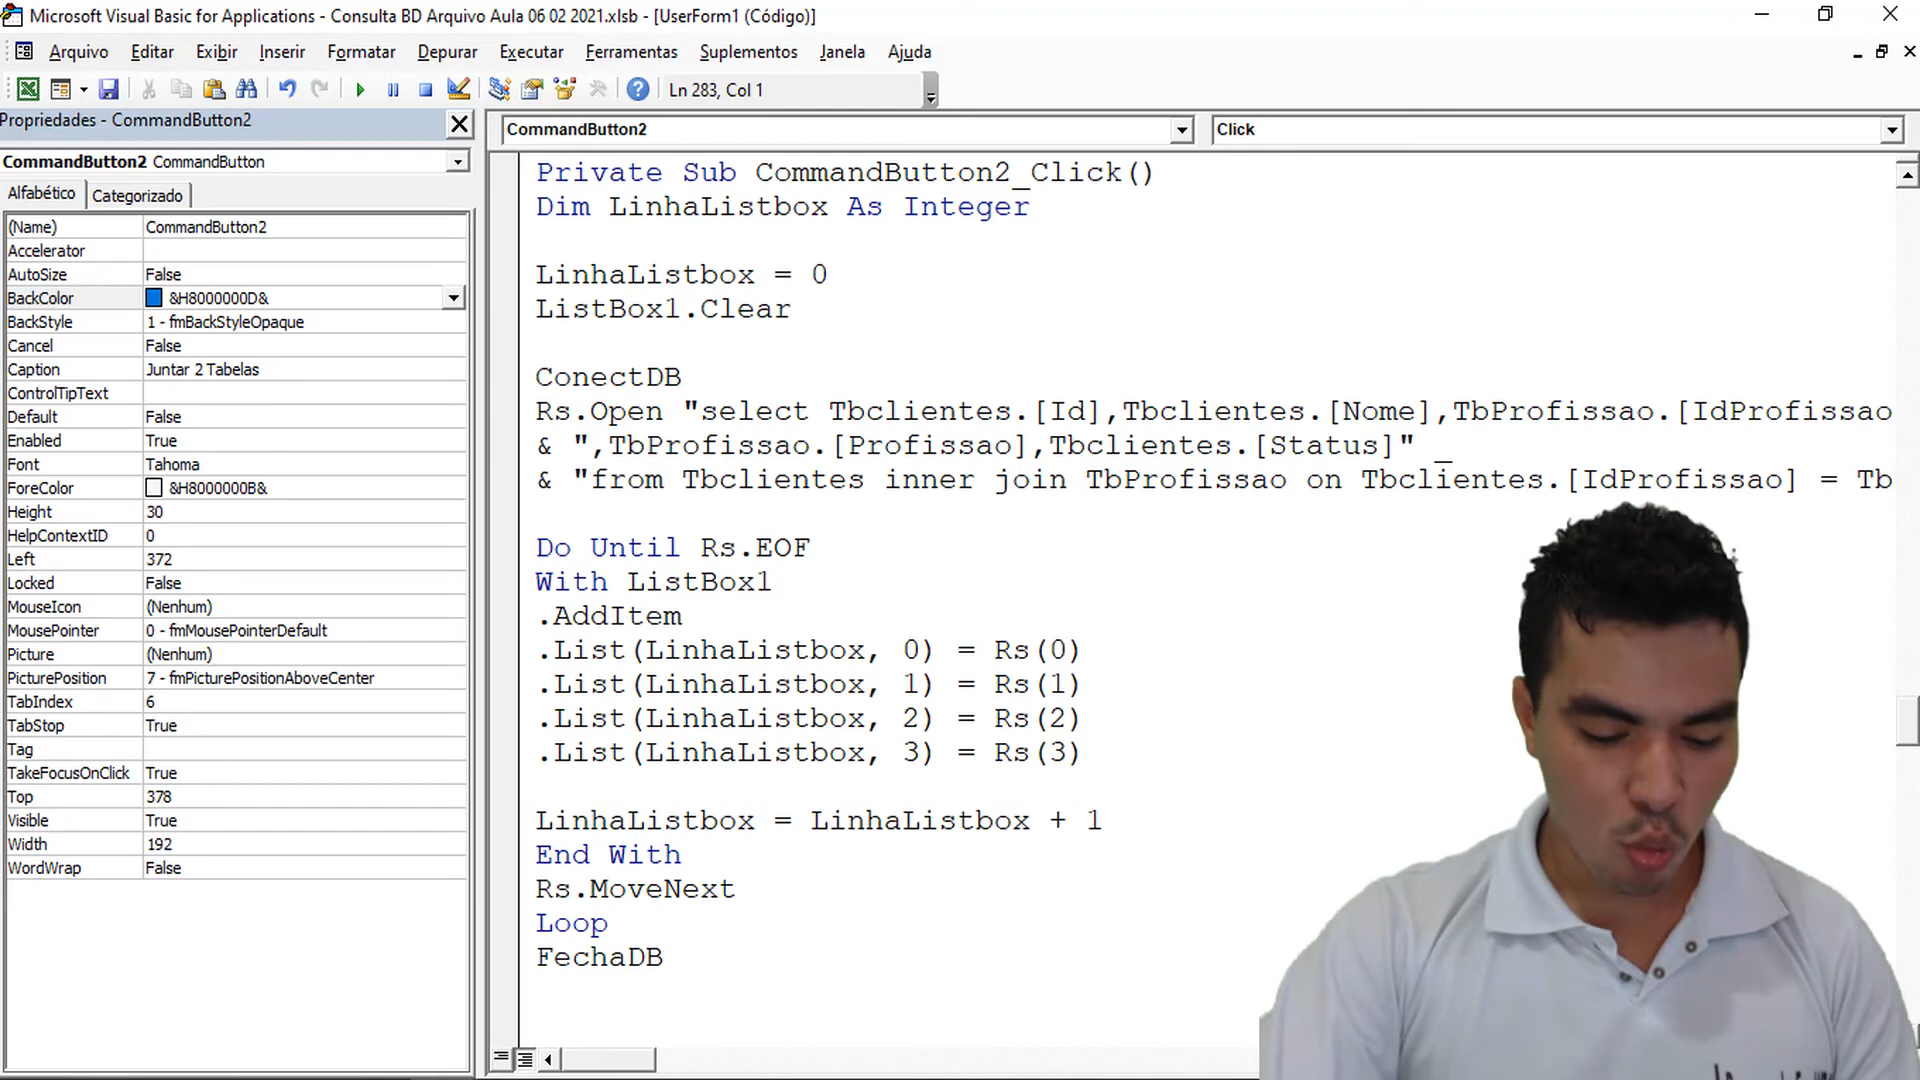 Microsoft Visual Basic for Applications - Consulta BD Arquivo Aula 06 02 2021.xlsb - [UserForm1 (Código)]
Arquivo Editar Exibir Inserir Formatar Depurar Executar Ferramentas Suplementos Janela Ajuda
Ln 283, Col 1
Propriedades - CommandButton2
CommandButton2 CommandButton
Alfabético Categorizado
(Name) CommandButton2
Accelerator
AutoSize False
BackColor &H8000000D&
BackStyle 1 - fmBackStyleOpaque
Cancel False
Caption Juntar 2 Tabelas
ControlTipText
Default False
Enabled True
Font Tahoma
ForeColor &H8000000B&
Height 30
HelpContextID 0
Left 372
Locked False
MouseIcon (Nenhum)
MousePointer 0 - fmMousePointerDefault
Picture (Nenhum)
PicturePosition 7 - fmPicturePositionAboveCenter
TabIndex 6
TabStop True
Tag
TakeFocusOnClick True
Top 378
Visible True
Width 192
WordWrap False
CommandButton2 Click
Private Sub CommandButton2_Click()
Dim LinhaListbox As Integer
LinhaListbox = 0
ListBox1.Clear
ConectDB
Rs.Open "select Tbclientes.[Id],Tbclientes.[Nome],TbProfissao.[IdProfissao
& ",TbProfissao.[Profissao],Tbclientes.[Status]" _
& "from Tbclientes inner join TbProfissao on Tbclientes.[IdProfissao] = Tb
Do Until Rs.EOF
With ListBox1
.AddItem
.List(LinhaListbox, 0) = Rs(0)
.List(LinhaListbox, 1) = Rs(1)
.List(LinhaListbox, 2) = Rs(2)
.List(LinhaListbox, 3) = Rs(3)
LinhaListbox = LinhaListbox + 1
End With
Rs.MoveNext
Loop
FechaDB